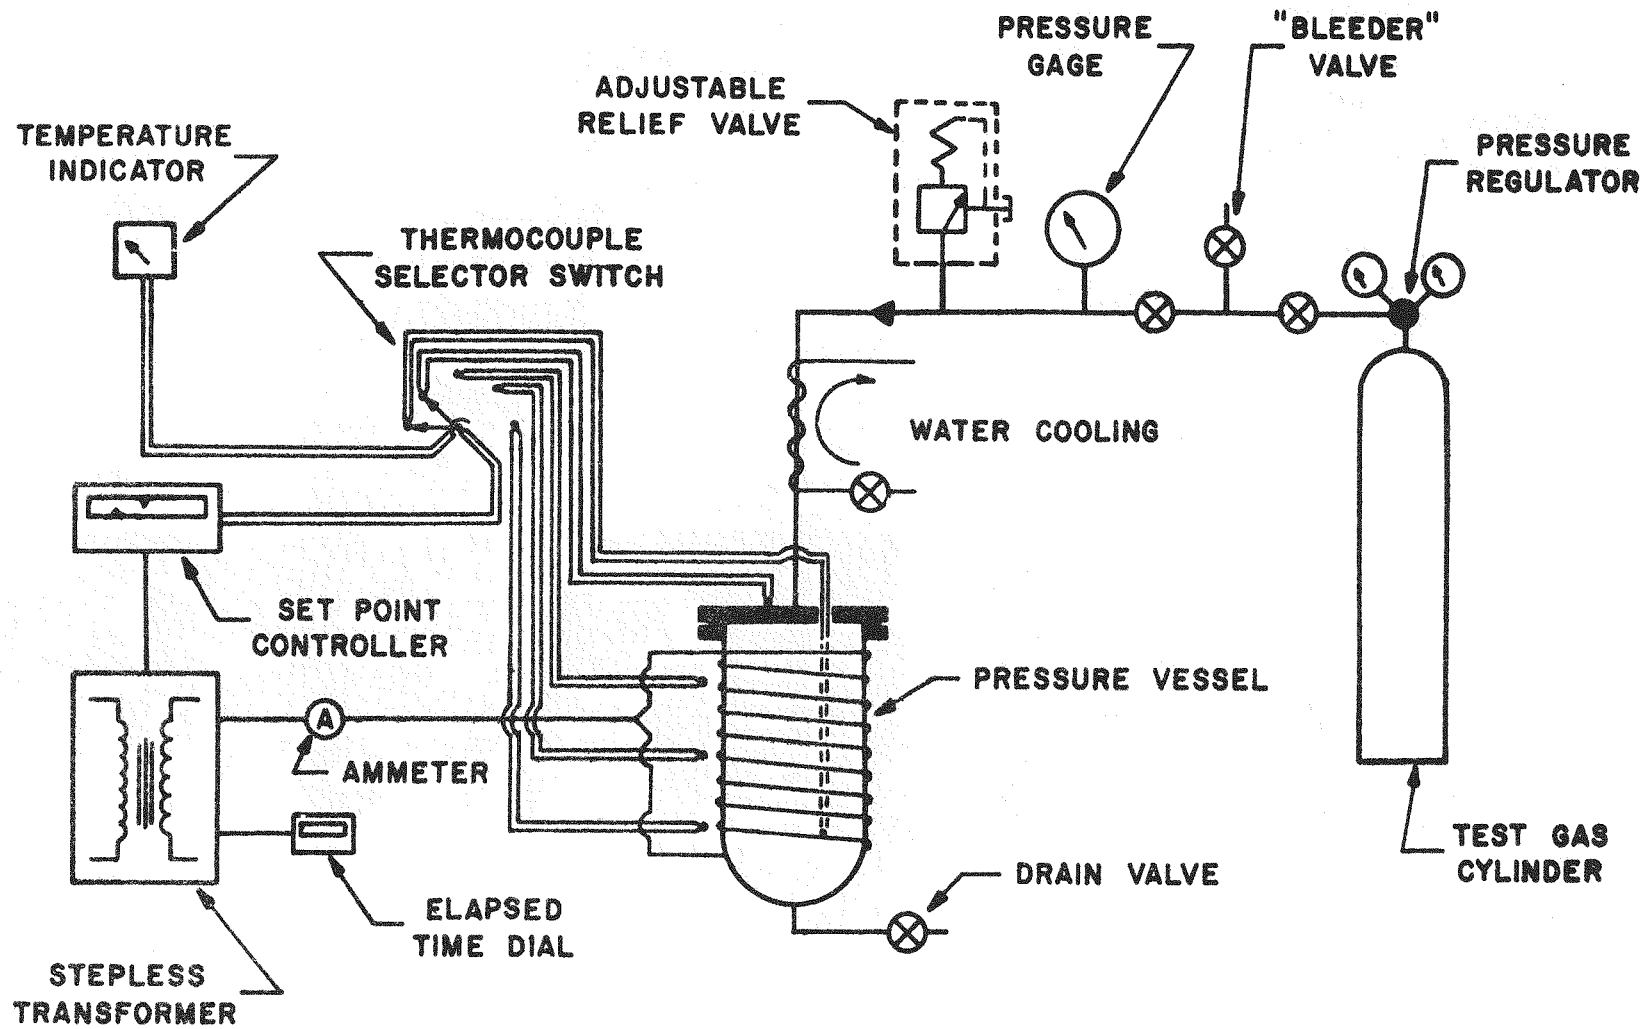 PRESSURE
GAGE
"BLEEDER"
VALVE
ADJUSTABLE
RELIEF VALVE
TEMPERATURE
INDICATOR
PRESSURE
REGULATOR
THERMOCOUPLE
SELECTOR SWITCH
WATER COOLING
SET POINT
CONTROLLER
PRESSURE VESSEL
A
AMMETER
TEST GAS
CYLINDER
DRAIN VALVE
ELAPSED
TIME DIAL
STEPLESS
TRANSFORMER